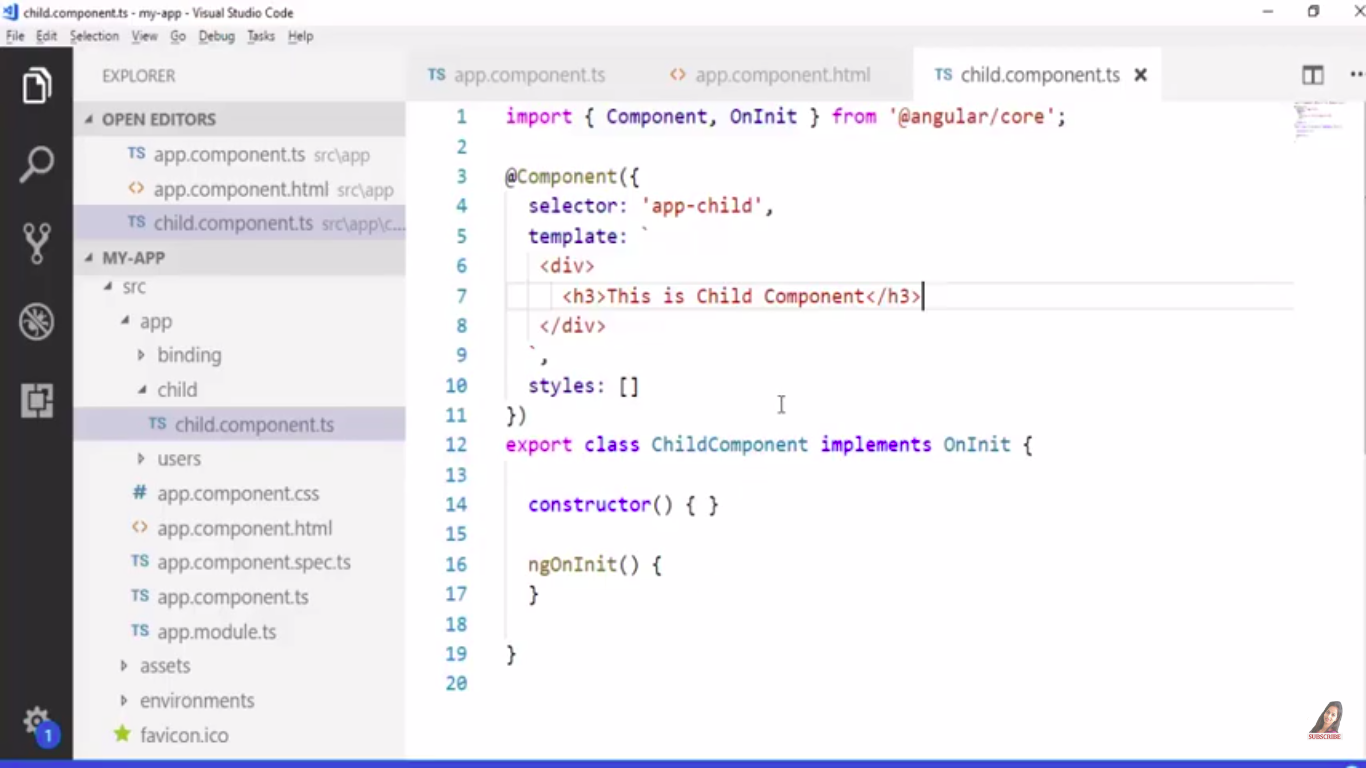 child.component.ts - my-app - Visual Studio Code
File Edit Selection View Go Debug Tasks Help
EXPLORER
OPEN EDITORS
TS app.component.ts src\app
<> app.component.html src\app
TS child.component.ts src\app\c...
MY-APP
src
app
binding
child
TS child.component.ts
users
# app.component.css
<> app.component.html
TS app.component.spec.ts
TS app.component.ts
TS app.module.ts
assets
environments
favicon.ico
1
TS app.component.ts <> app.component.html TS child.component.ts
1 import { Component, OnInit } from '@angular/core';
2
3 @Component({
4 selector: 'app-child',
5 template: `
6 <div>
7 <h3>This is Child Component</h3>
8 </div>
9 `,
10 styles: []
11 })
12 export class ChildComponent implements OnInit {
13
14 constructor() { }
15
16 ngOnInit() {
17 }
18
19 }
20
SUBSCRIBE